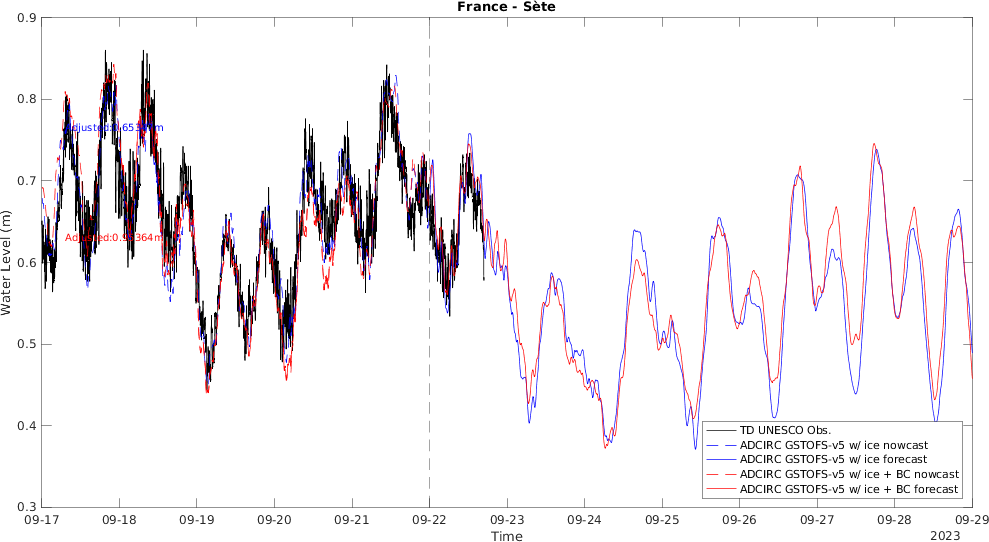 France - Sète
0.9
0.8
0.7
0.6
0.5
0.4
0.3
Water Level (m)
TD UNESCO Obs.
ADCIRC GSTOFS-v5 w/ ice nowcast
ADCIRC GSTOFS-v5 w/ ice forecast
ADCIRC GSTOFS-v5 w/ ice + BC nowcast
ADCIRC GSTOFS-v5 w/ ice + BC forecast
09-17 09-18 09-19 09-20 09-21 09-22 09-23 09-24 09-25 09-26 09-27 09-28 09-29
Time
2023